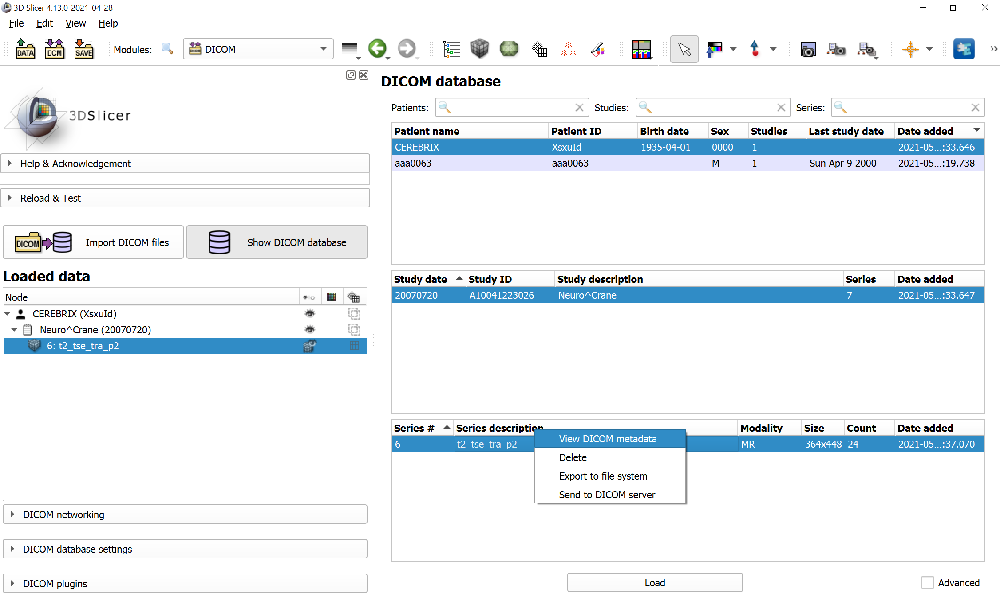 3D Slicer 4.13.0-2021-04-28
File Edit View Help
DATA DCM SAVE Modules: DICOM
3DSlicer
Help & Acknowledgement
Reload & Test
DICOM Import DICOM files Show DICOM database
Loaded data
Node
CEREBRIX (XsxuId)
Neuro^Crane (20070720)
6: t2_tse_tra_p2
DICOM networking
DICOM database settings
DICOM plugins
DICOM database
Patients: Studies: Series:
Patient name Patient ID Birth date Sex Studies Last study date Date added
CEREBRIX XsxuId 1935-04-01 0000 1 2021-05...:33.646
aaa0063 aaa0063 M 1 Sun Apr 9 2000 2021-05...:19.738
Study date Study ID Study description Series Date added
20070720 A10041223026 Neuro^Crane 7 2021-05...:33.647
Series # Series description Modality Size Count Date added
6 t2_tse_tra_p2 MR 364x448 24 2021-05...:37.070
View DICOM metadata
Delete
Export to file system
Send to DICOM server
Load Advanced